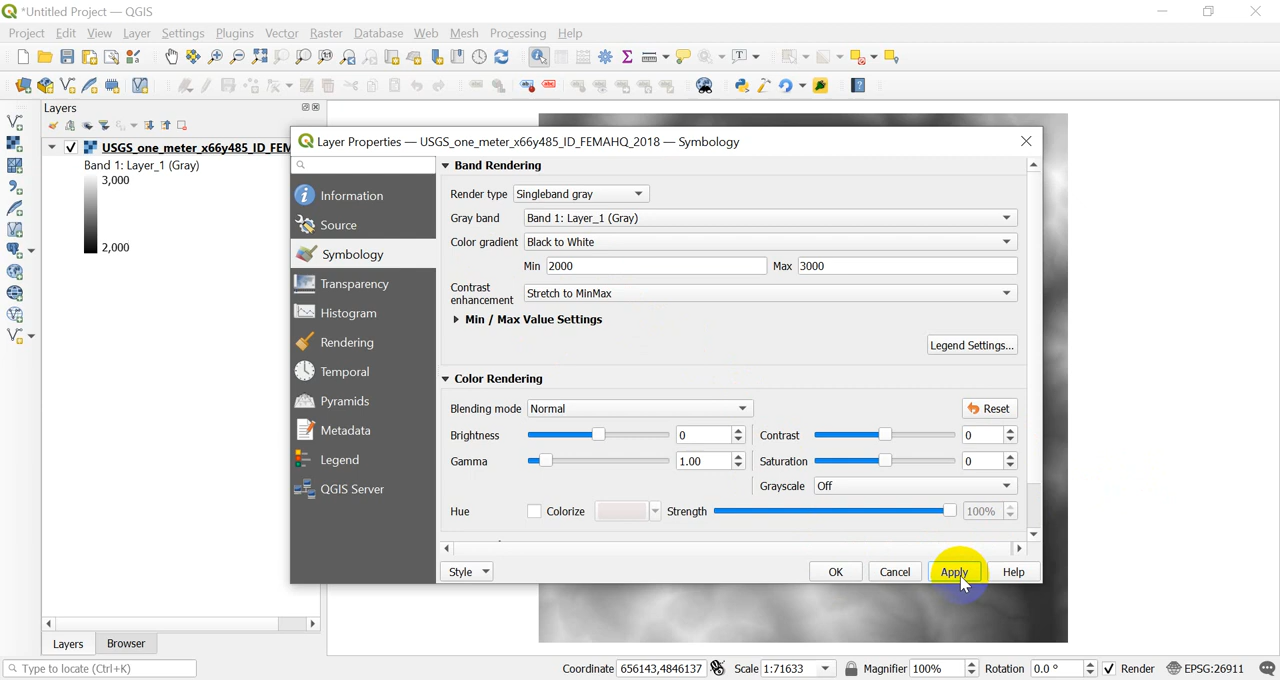 *Untitled Project — QGIS
Project Edit View Layer Settings Plugins Vector Raster Database Web Mesh Processing Help
Layers
USGS_one_meter_x66y485_ID_FEM
Band 1: Layer_1 (Gray)
3,000
2,000
Layer Properties — USGS_one_meter_x66y485_ID_FEMAHQ_2018 — Symbology
Information
Source
Symbology
Transparency
Histogram
Rendering
Temporal
Pyramids
Metadata
Legend
QGIS Server
Band Rendering
Render type Singleband gray
Gray band Band 1: Layer_1 (Gray)
Color gradient Black to White
Min 2000 Max 3000
Contrast enhancement Stretch to MinMax
Min / Max Value Settings
Legend Settings...
Color Rendering
Blending mode Normal Reset
Brightness 0 Contrast 0
Gamma 1.00 Saturation 0
Grayscale Off
Hue Colorize Strength 100%
Style OK Cancel Apply Help
Layers Browser
Type to locate (Ctrl+K) Coordinate 656143,4846137 Scale 1:71633 Magnifier 100% Rotation 0.0 ° Render EPSG:26911